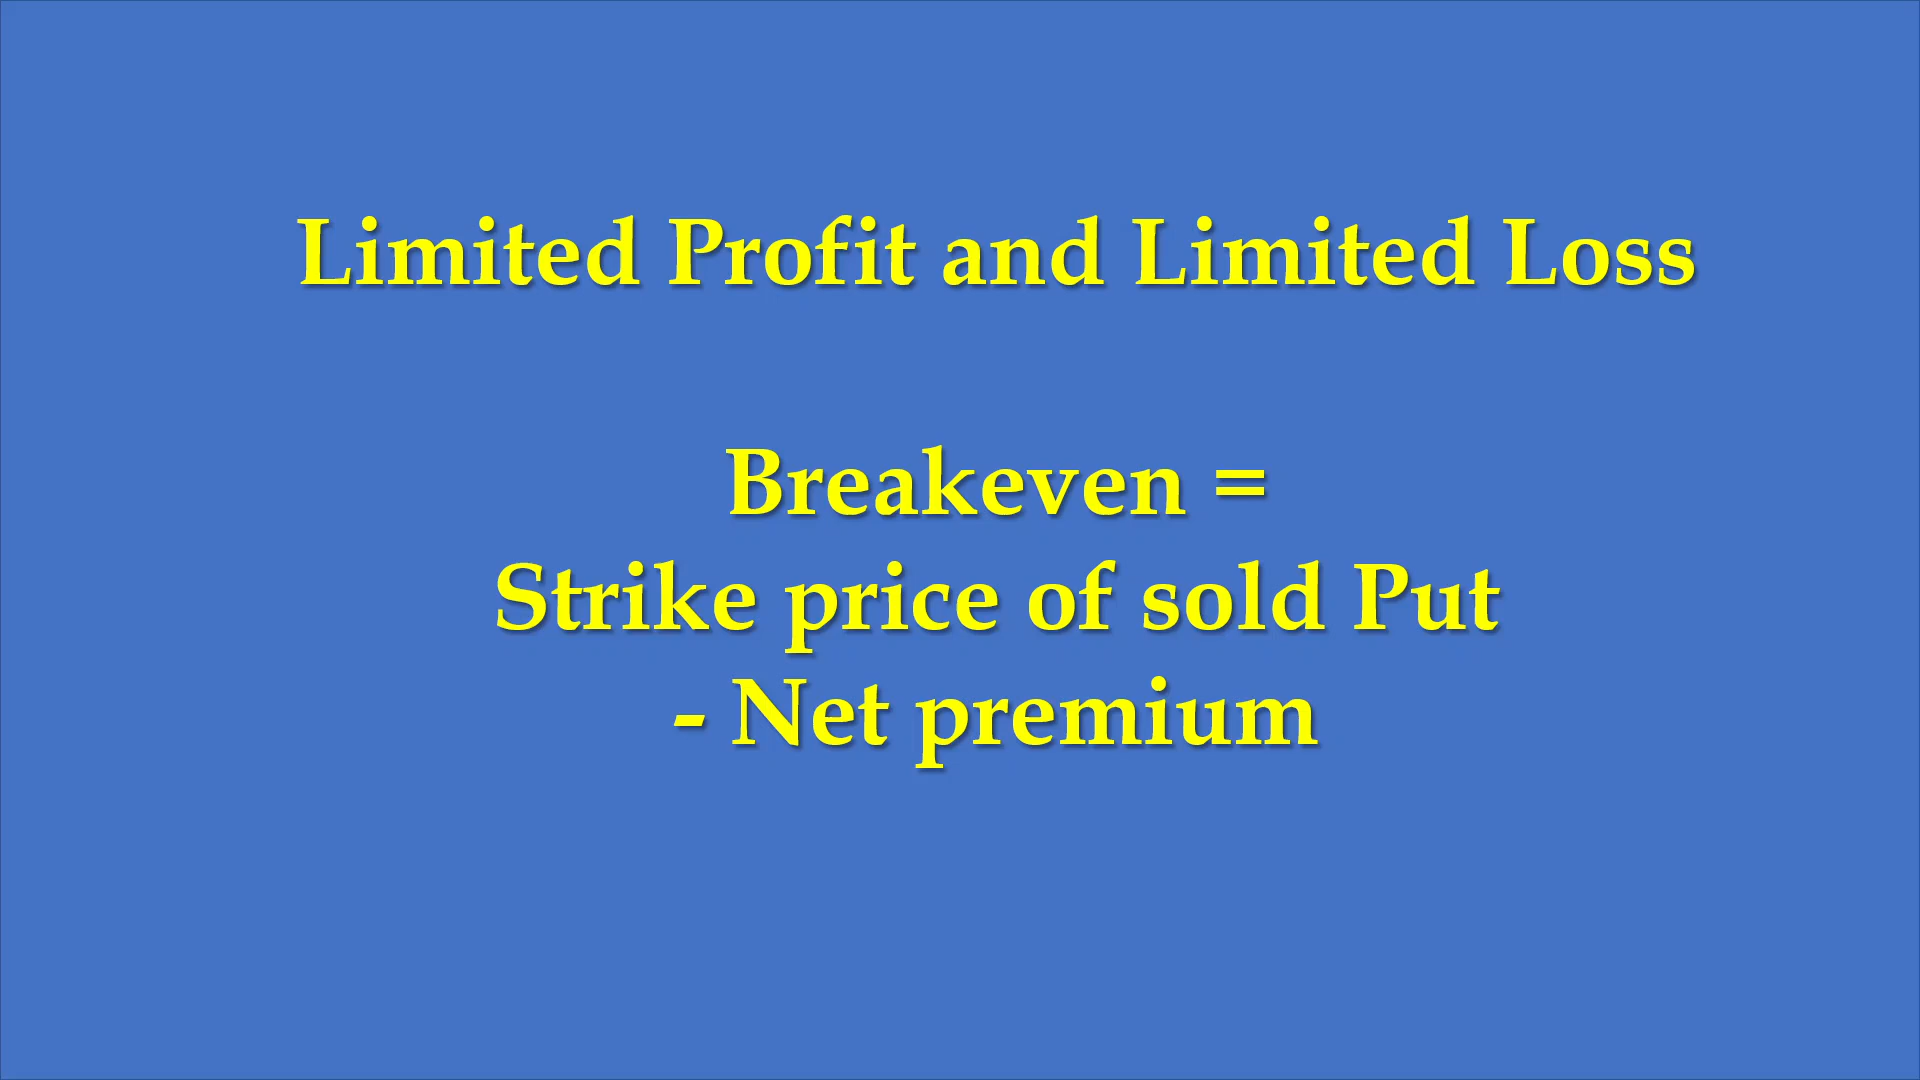 Limited Profit and Limited Loss
Breakeven =
Strike price of sold Put
- Net premium